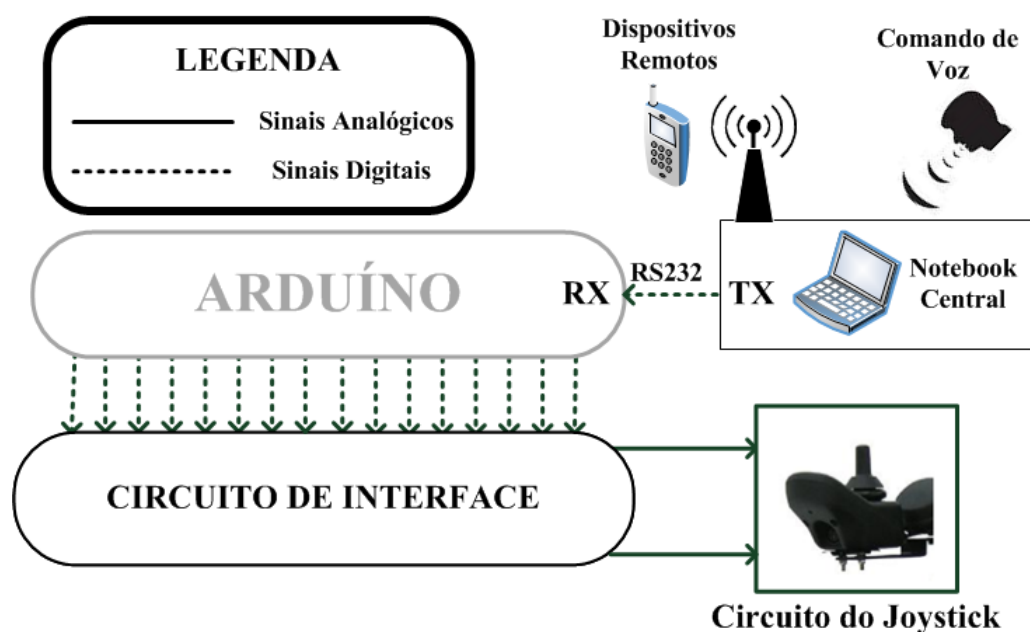 LEGENDA
Sinais Analógicos
Sinais Digitais
Dispositivos
Remotos
Comando de
Voz
ARDUÍNO
RX
RS232
TX
Notebook
Central
CIRCUITO DE INTERFACE
Circuito do Joystick